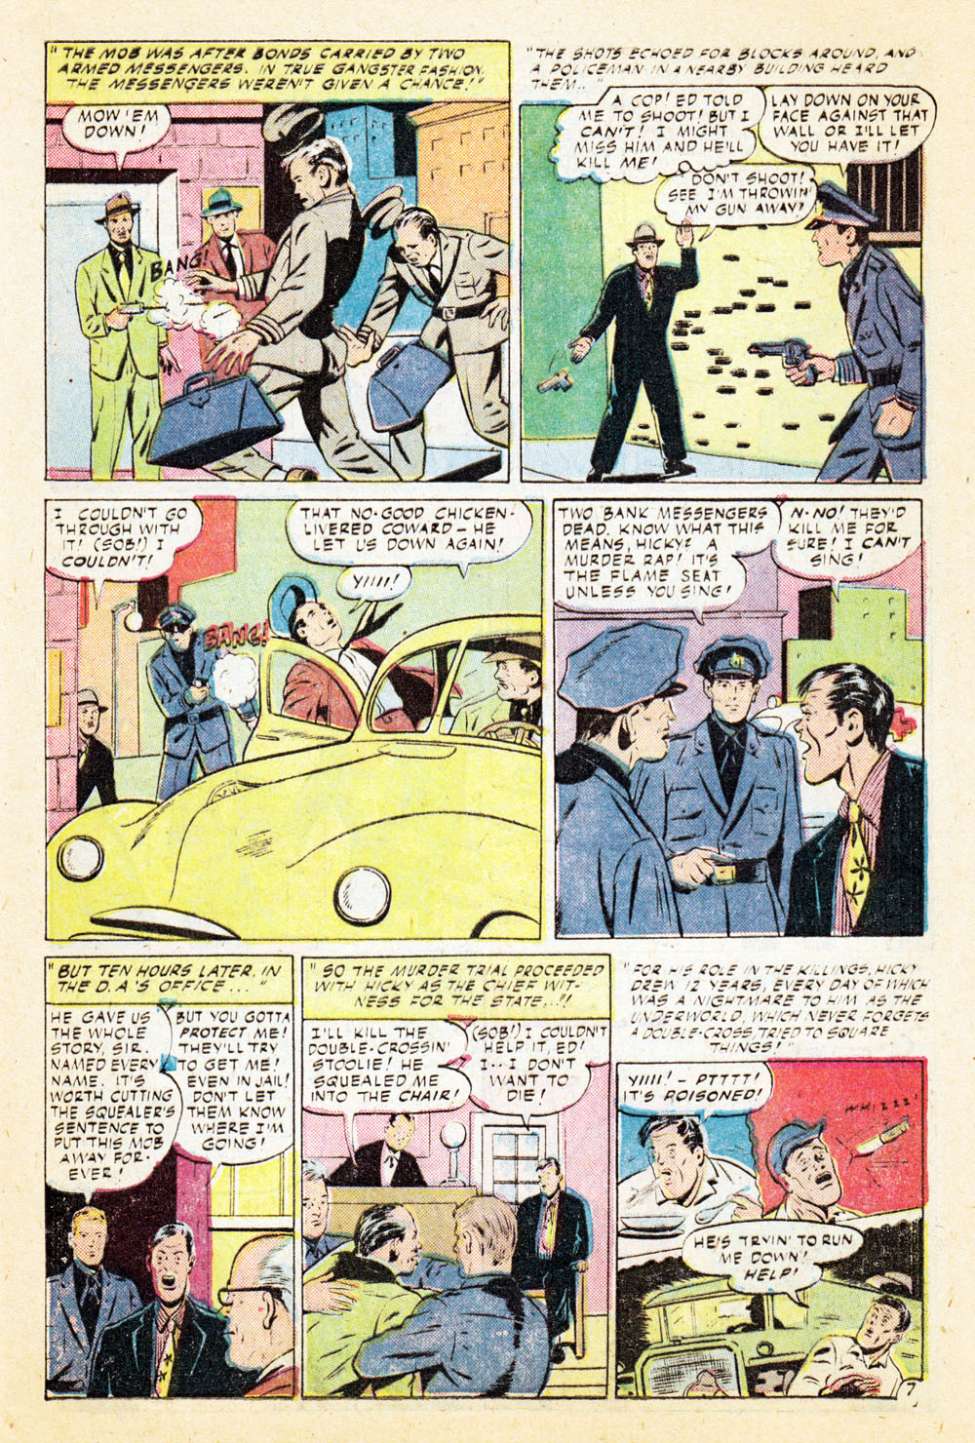 "THE MOB WAS AFTER BONDS CARRIED BY TWO
ARMED MESSENGERS. IN TRUE GANGSTER FASHION,
THE MESSENGERS WEREN'T GIVEN A CHANCE!"
MOW 'EM
DOWN!
BANG!
"THE SHOTS ECHOED FOR BLOCKS AROUND, AND
A POLICEMAN IN A NEARBY BUILDING HEARD
THEM..."
A COP! ED TOLD
ME TO SHOOT! BUT I
CAN'T! I MIGHT
MISS HIM AND HE'LL
KILL ME!
LAY DOWN ON YOUR
FACE AGAINST THAT
WALL OR I'LL LET
YOU HAVE IT!
DON'T SHOOT!
SEE I'M THROWIN'
MY GUN AWAY?
I COULDN'T GO
THROUGH WITH
IT! (SOB!) I
COULDN'T!
THAT NO-GOOD CHICKEN-
LIVERED COWARD - HE
LET US DOWN AGAIN!
YIIII!
BANG!
TWO BANK MESSENGERS
DEAD. KNOW WHAT THIS
MEANS, HICKY? A
MURDER RAP! IT'S
THE FLAME SEAT
UNLESS YOU SING!
N-NO! THEY'D
KILL ME FOR
SURE! I CAN'T
SING!
"BUT TEN HOURS LATER, IN
THE D.A'S OFFICE..."
HE GAVE US
THE WHOLE
STORY, SIR.
NAMED EVERY
NAME. IT'S
WORTH CUTTING
THE SQUEALER'S
SENTENCE TO
PUT THIS MOB
AWAY FOR-
EVER!
BUT YOU GOTTA
PROTECT ME!
THEY'LL TRY
TO GET ME!
EVEN IN JAIL!
DON'T LET
THEM KNOW
WHERE I'M
GOING!
"SO THE MURDER TRIAL PROCEEDED
WITH HICKY AS THE CHIEF WIT-
NESS FOR THE STATE...!!
I'LL KILL THE
DOUBLE-CROSSIN'
STOOLIE! HE
SQUEALED ME
INTO THE CHAIR!
(SOB!) I COULDN'T
HELP IT, ED!
I-- I DON'T
WANT TO
DIE!
"FOR HIS ROLE IN THE KILLINGS, HICKY
DREW 12 YEARS, EVERY DAY OF WHICH
WAS A NIGHTMARE TO HIM AS THE
UNDERWORLD, WHICH NEVER FORGETS
A DOUBLE-CROSS TRIED TO SQUARE
THINGS!"
YIIII! - PTTTT!
IT'S POISONED!
WHIZZZ!
HE'S TRYIN' TO RUN
ME DOWN!
HELP!
7